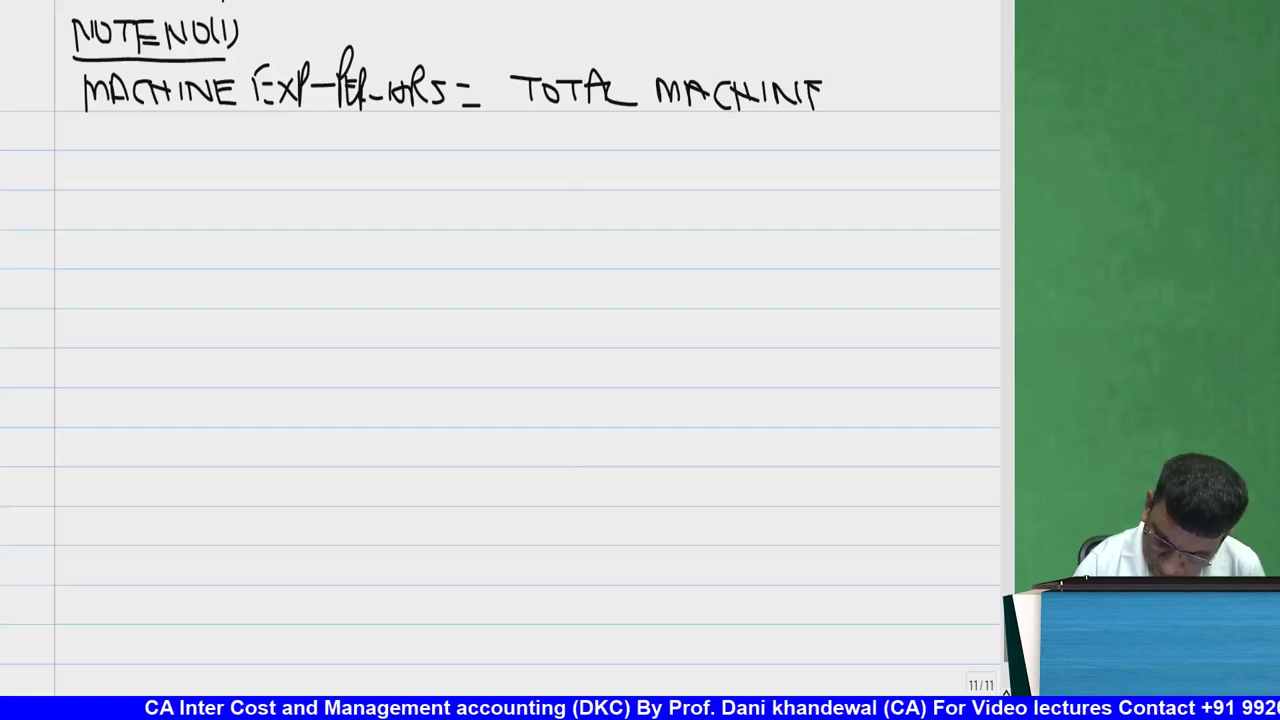 NOTE NO(1)
MACHINE EXP-PER-HRS = TOTAL MACHINE
11/11
CA Inter Cost and Management accounting (DKC) By Prof. Dani khandewal (CA) For Video lectures Contact +91 992